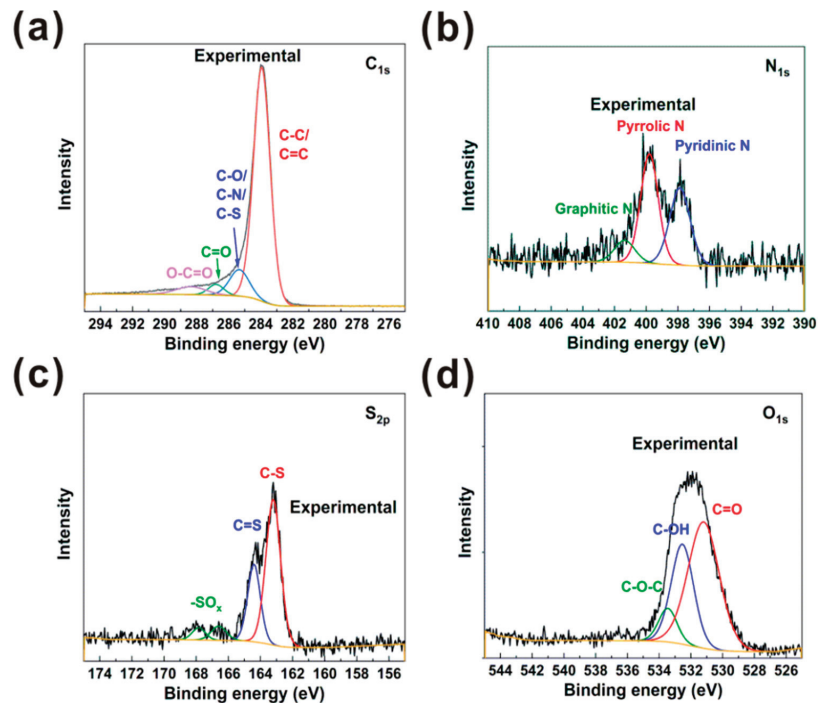 (a)
Experimental
C1s
C-C/
C=C
C-O/
C-N/
C-S
C=O
O-C=O
Intensity
294 292 290 288 286 284 282 280 278 276
Binding energy (eV)
(b)
N1s
Experimental
Pyrrolic N
Pyridinic N
Graphitic N
Intensity
410 408 406 404 402 400 398 396 394 392 390
Binding energy (eV)
(c)
S2p
C-S
Experimental
C=S
-SOx
Intensity
174 172 170 168 166 164 162 160 158 156
Binding energy (eV)
(d)
O1s
Experimental
C=O
C-OH
C-O-C
Intensity
544 542 540 538 536 534 532 530 528 526
Binding energy (eV)